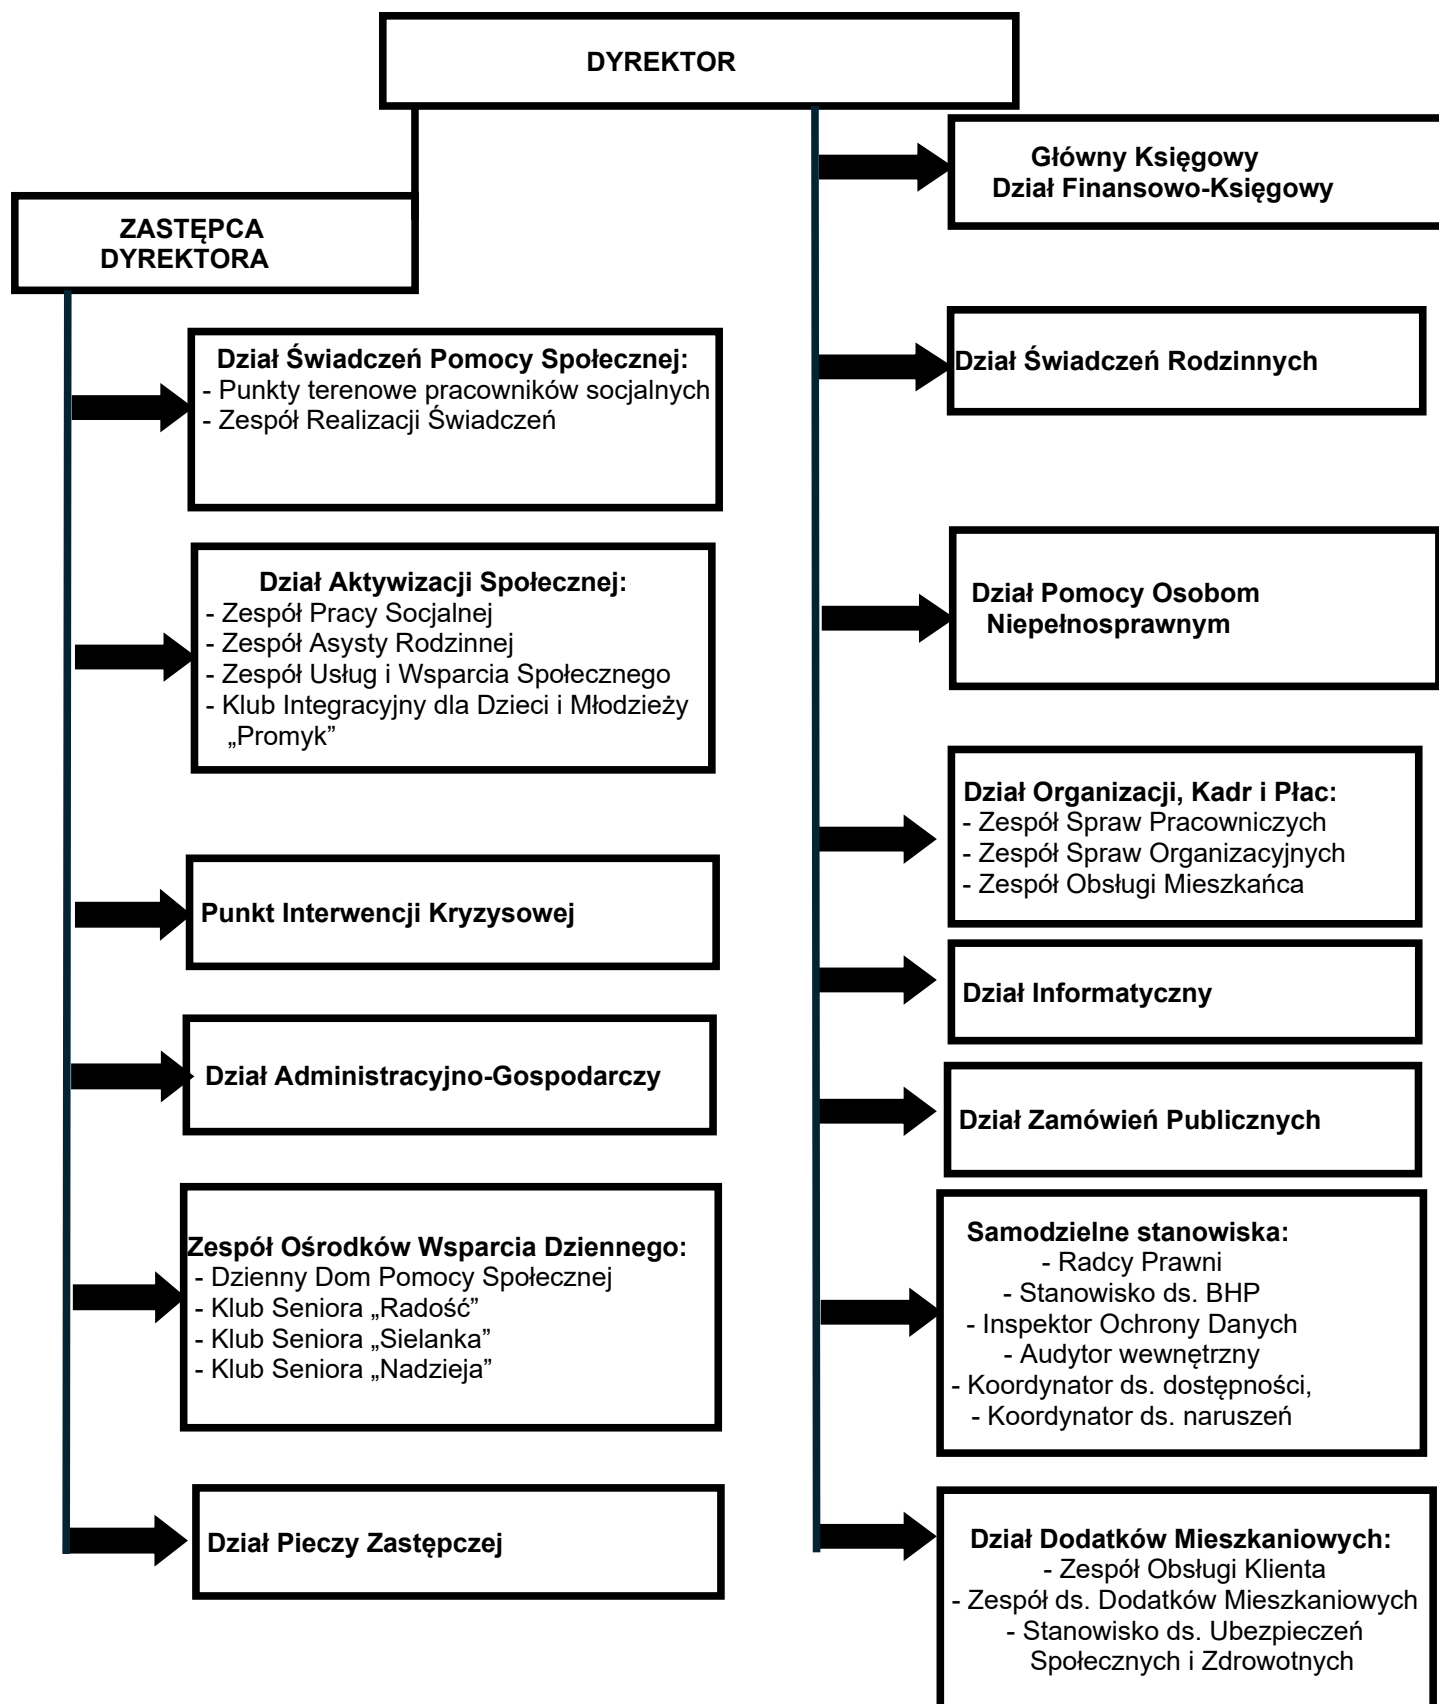 DYREKTOR
ZASTĘPCA
DYREKTORA
Dział Świadczeń Pomocy Społecznej:
- Punkty terenowe pracowników socjalnych
- Zespół Realizacji Świadczeń
Dział Aktywizacji Społecznej:
- Zespół Pracy Socjalnej
- Zespół Asysty Rodzinnej
- Zespół Usług i Wsparcia Społecznego
- Klub Integracyjny dla Dzieci i Młodzieży
„Promyk”
Punkt Interwencji Kryzysowej
Dział Administracyjno-Gospodarczy
Zespół Ośrodków Wsparcia Dziennego:
- Dzienny Dom Pomocy Społecznej
- Klub Seniora „Radość”
- Klub Seniora „Sielanka”
- Klub Seniora „Nadzieja”
Dział Pieczy Zastępczej
Główny Księgowy
Dział Finansowo-Księgowy
Dział Świadczeń Rodzinnych
Dział Pomocy Osobom
Niepełnosprawnym
Dział Organizacji, Kadr i Płac:
- Zespół Spraw Pracowniczych
- Zespół Spraw Organizacyjnych
- Zespół Obsługi Mieszkańca
Dział Informatyczny
Dział Zamówień Publicznych
Samodzielne stanowiska:
- Radcy Prawni
- Stanowisko ds. BHP
- Inspektor Ochrony Danych
- Audytor wewnętrzny
- Koordynator ds. dostępności,
- Koordynator ds. naruszeń
Dział Dodatków Mieszkaniowych:
- Zespół Obsługi Klienta
- Zespół ds. Dodatków Mieszkaniowych
- Stanowisko ds. Ubezpieczeń
Społecznych i Zdrowotnych